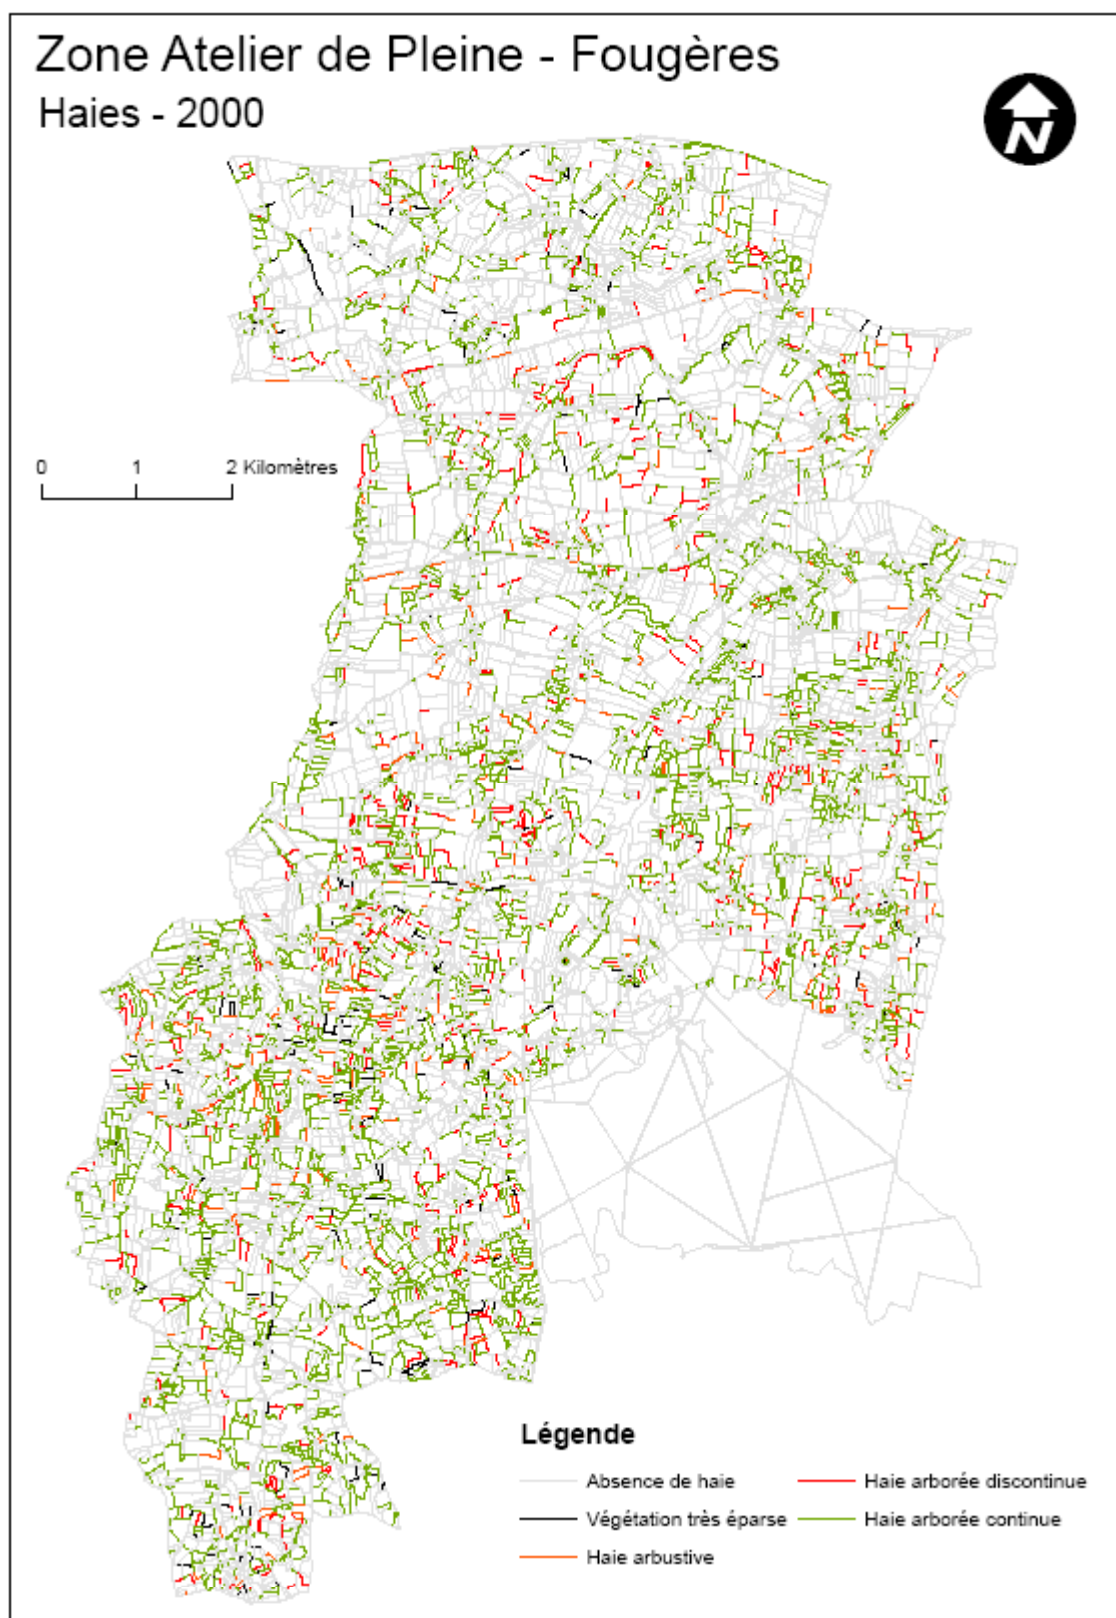 Zone Atelier de Pleine - Fougères
Haies - 2000
N
0 1 2 Kilomètres
Légende
Absence de haie
Végétation très éparse
Haie arbustive
Haie arborée discontinue
Haie arborée continue